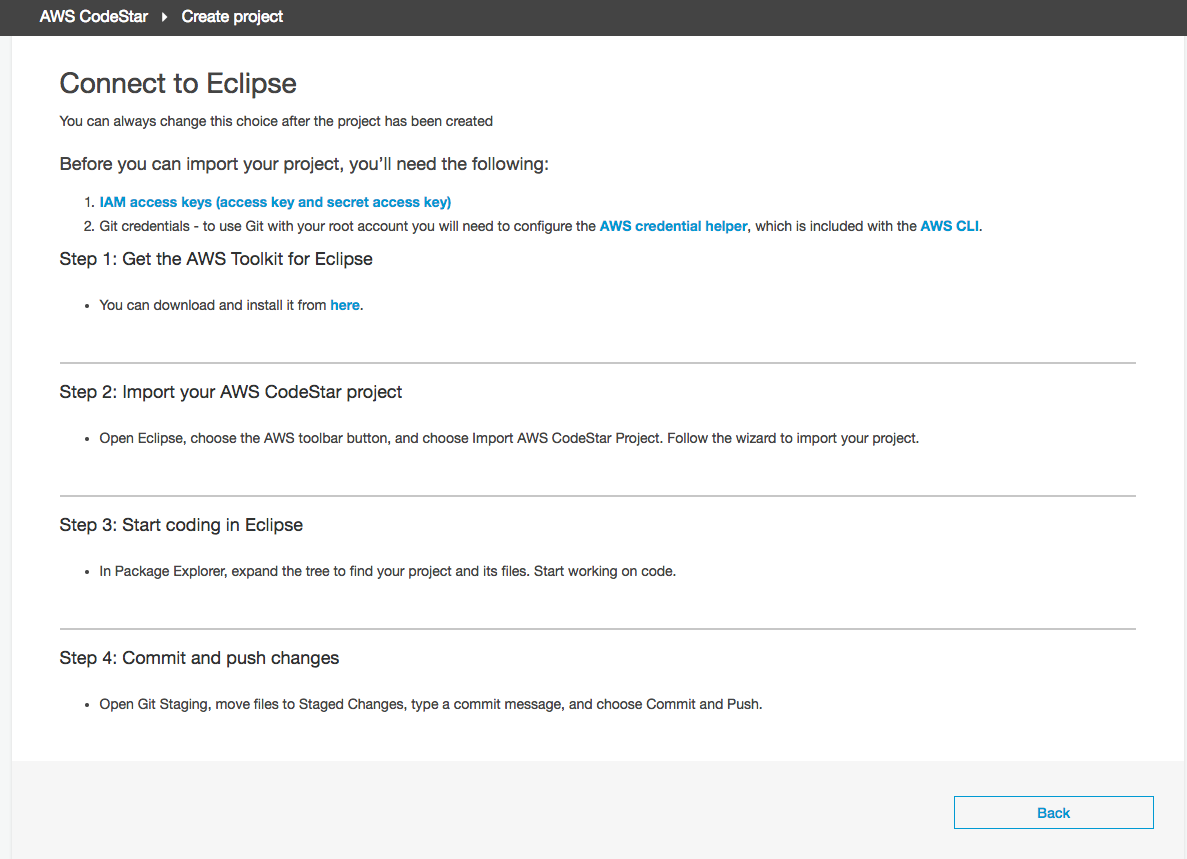 AWS CodeStar Create project
Connect to Eclipse
You can always change this choice after the project has been created
Before you can import your project, you’ll need the following:
1. IAM access keys (access key and secret access key)
2. Git credentials - to use Git with your root account you will need to configure the AWS credential helper, which is included with the AWS CLI.
Step 1: Get the AWS Toolkit for Eclipse
• You can download and install it from here.
Step 2: Import your AWS CodeStar project
• Open Eclipse, choose the AWS toolbar button, and choose Import AWS CodeStar Project. Follow the wizard to import your project.
Step 3: Start coding in Eclipse
• In Package Explorer, expand the tree to find your project and its files. Start working on code.
Step 4: Commit and push changes
• Open Git Staging, move files to Staged Changes, type a commit message, and choose Commit and Push.
Back